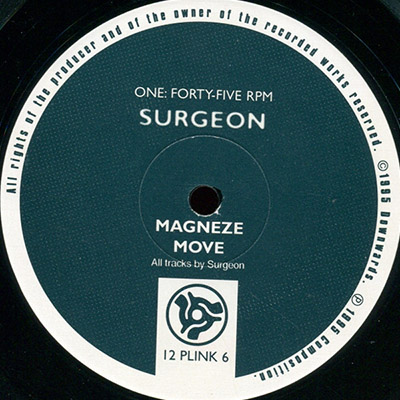 All rights of the producer and of the owner of the recorded works reserved. ©1995 Downwards. ℗ 1995 Composition.
ONE: FORTY-FIVE RPM
SURGEON
MAGNEZE
MOVE
All tracks by Surgeon
12 PLINK 6